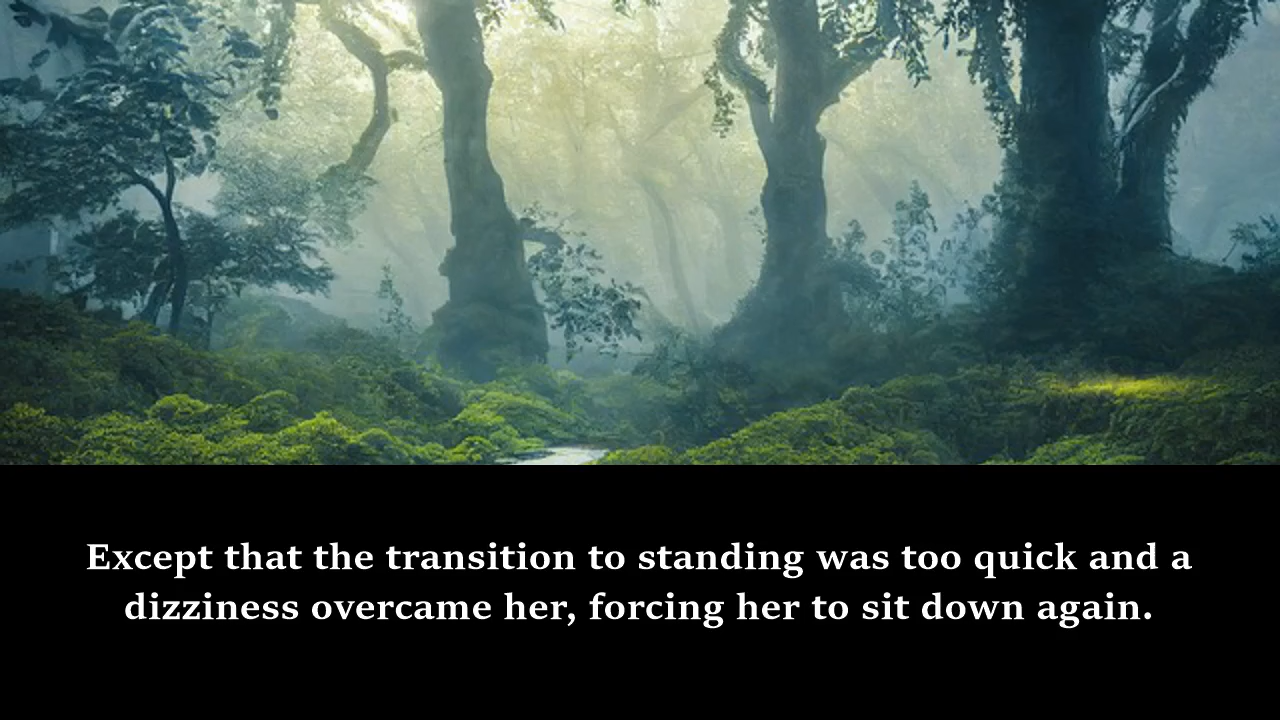 Except that the transition to standing was too quick and a
dizziness overcame her, forcing her to sit down again.